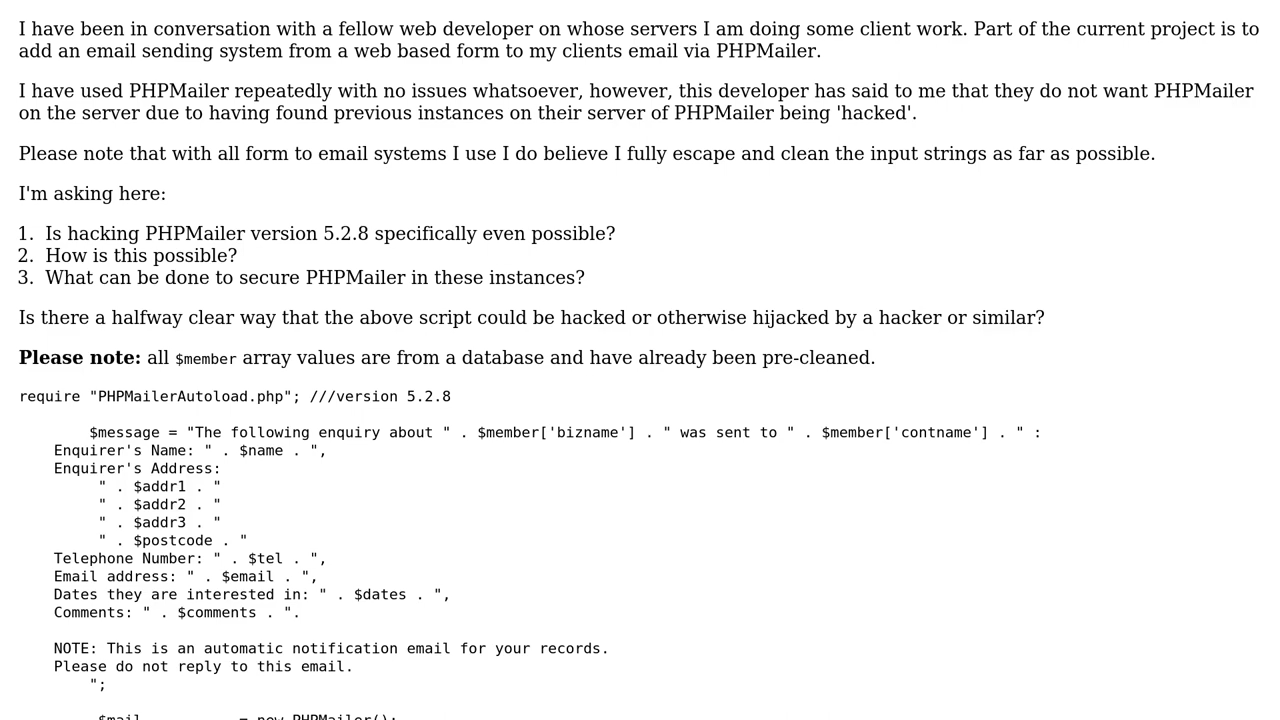 I have been in conversation with a fellow web developer on whose servers I am doing some client work. Part of the current project is to
add an email sending system from a web based form to my clients email via PHPMailer.
I have used PHPMailer repeatedly with no issues whatsoever, however, this developer has said to me that they do not want PHPMailer
on the server due to having found previous instances on their server of PHPMailer being 'hacked'.
Please note that with all form to email systems I use I do believe I fully escape and clean the input strings as far as possible.
I'm asking here:
1. Is hacking PHPMailer version 5.2.8 specifically even possible?
2. How is this possible?
3. What can be done to secure PHPMailer in these instances?
Is there a halfway clear way that the above script could be hacked or otherwise hijacked by a hacker or similar?
Please note: all $member array values are from a database and have already been pre-cleaned.
require "PHPMailerAutoload.php"; ///version 5.2.8
$message = "The following enquiry about " . $member['bizname'] . " was sent to " . $member['contname'] . " :
Enquirer's Name: " . $name . ",
Enquirer's Address:
" . $addr1 . "
" . $addr2 . "
" . $addr3 . "
" . $postcode . "
Telephone Number: " . $tel . ",
Email address: " . $email . ",
Dates they are interested in: " . $dates . ",
Comments: " . $comments . ".
NOTE: This is an automatic notification email for your records.
Please do not reply to this email.
";
$mail = new PHPMailer();